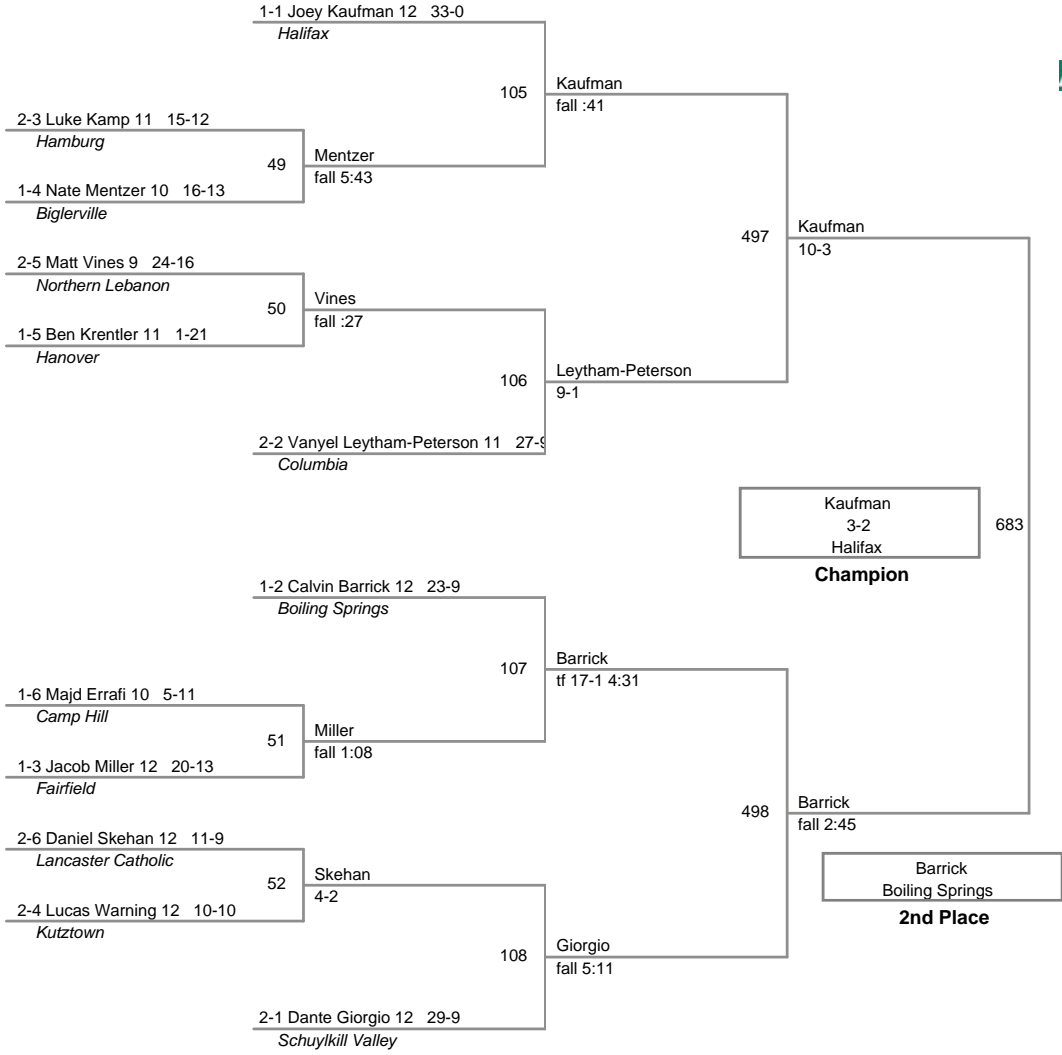 1-1 Joey Kaufman 12 33-0
Halifax
105
Kaufman
fall :41
2-3 Luke Kamp 11 15-12
Hamburg
49
Mentzer
fall 5:43
1-4 Nate Mentzer 10 16-13
Biglerville
497
Kaufman
10-3
2-5 Matt Vines 9 24-16
Northern Lebanon
50
Vines
fall :27
1-5 Ben Krentler 11 1-21
Hanover
106
Leytham-Peterson
9-1
2-2 Vanyel Leytham-Peterson 11 27-9
Columbia
Kaufman
3-2
Halifax
683
Champion
1-2 Calvin Barrick 12 23-9
Boiling Springs
107
Barrick
tf 17-1 4:31
1-6 Majd Errafi 10 5-11
Camp Hill
51
Miller
fall 1:08
1-3 Jacob Miller 12 20-13
Fairfield
498
Barrick
fall 2:45
2-6 Daniel Skehan 12 11-9
Lancaster Catholic
52
Skehan
4-2
2-4 Lucas Warning 12 10-10
Kutztown
Barrick
Boiling Springs
2nd Place
108
Giorgio
fall 5:11
2-1 Dante Giorgio 12 29-9
Schuylkill Valley